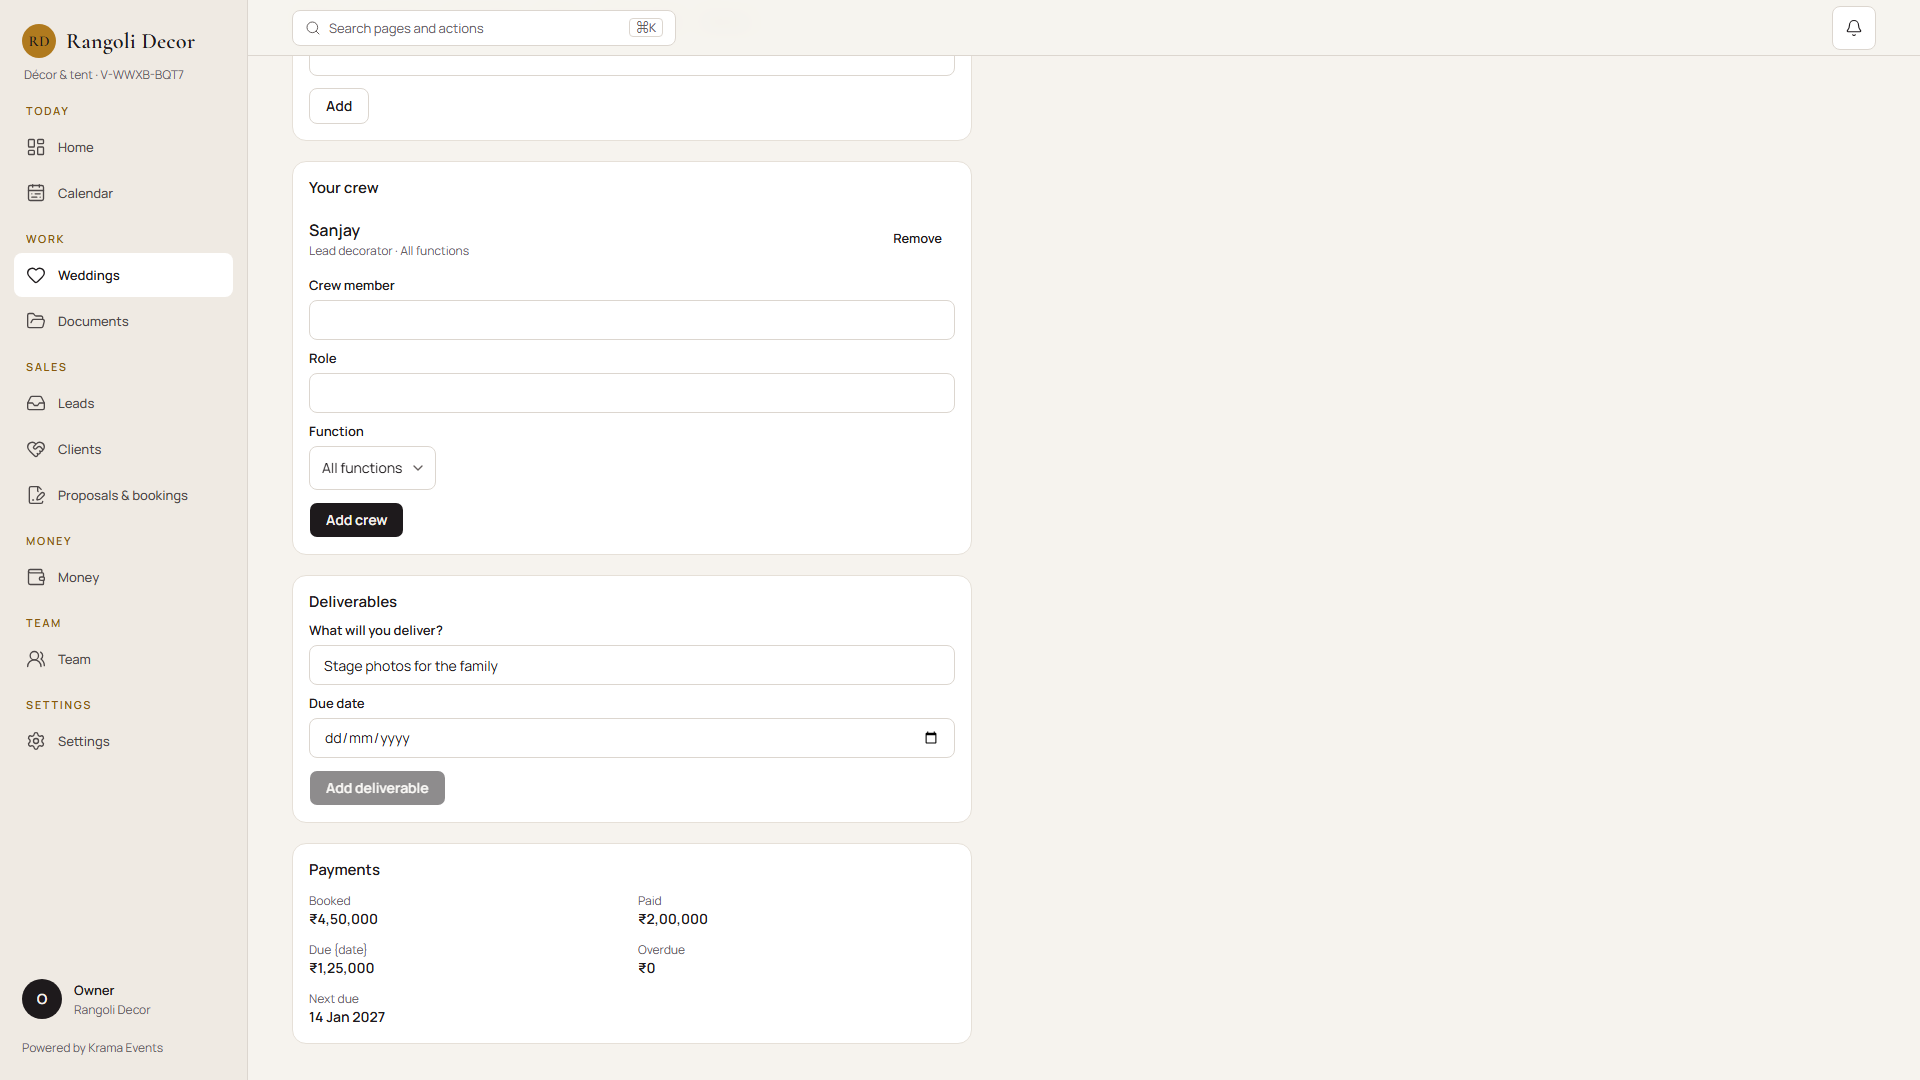 RD
Rangoli Decor
Décor & tent · V-WWXB-BQT7
TODAY
Home
Calendar
WORK
Weddings
Documents
SALES
Leads
Clients
Proposals & bookings
MONEY
Money
TEAM
Team
SETTINGS
Settings
O
Owner
Rangoli Decor
Powered by Krama Events
Search pages and actions
⌘K
Add
Your crew
Sanjay
Lead decorator · All functions
Remove
Crew member
Role
Function
All functions
Add crew
Deliverables
What will you deliver?
Stage photos for the family
Due date
dd/mm/yyyy
Add deliverable
Payments
Booked
₹4,50,000
Paid
₹2,00,000
Due {date}
₹1,25,000
Overdue
₹0
Next due
14 Jan 2027